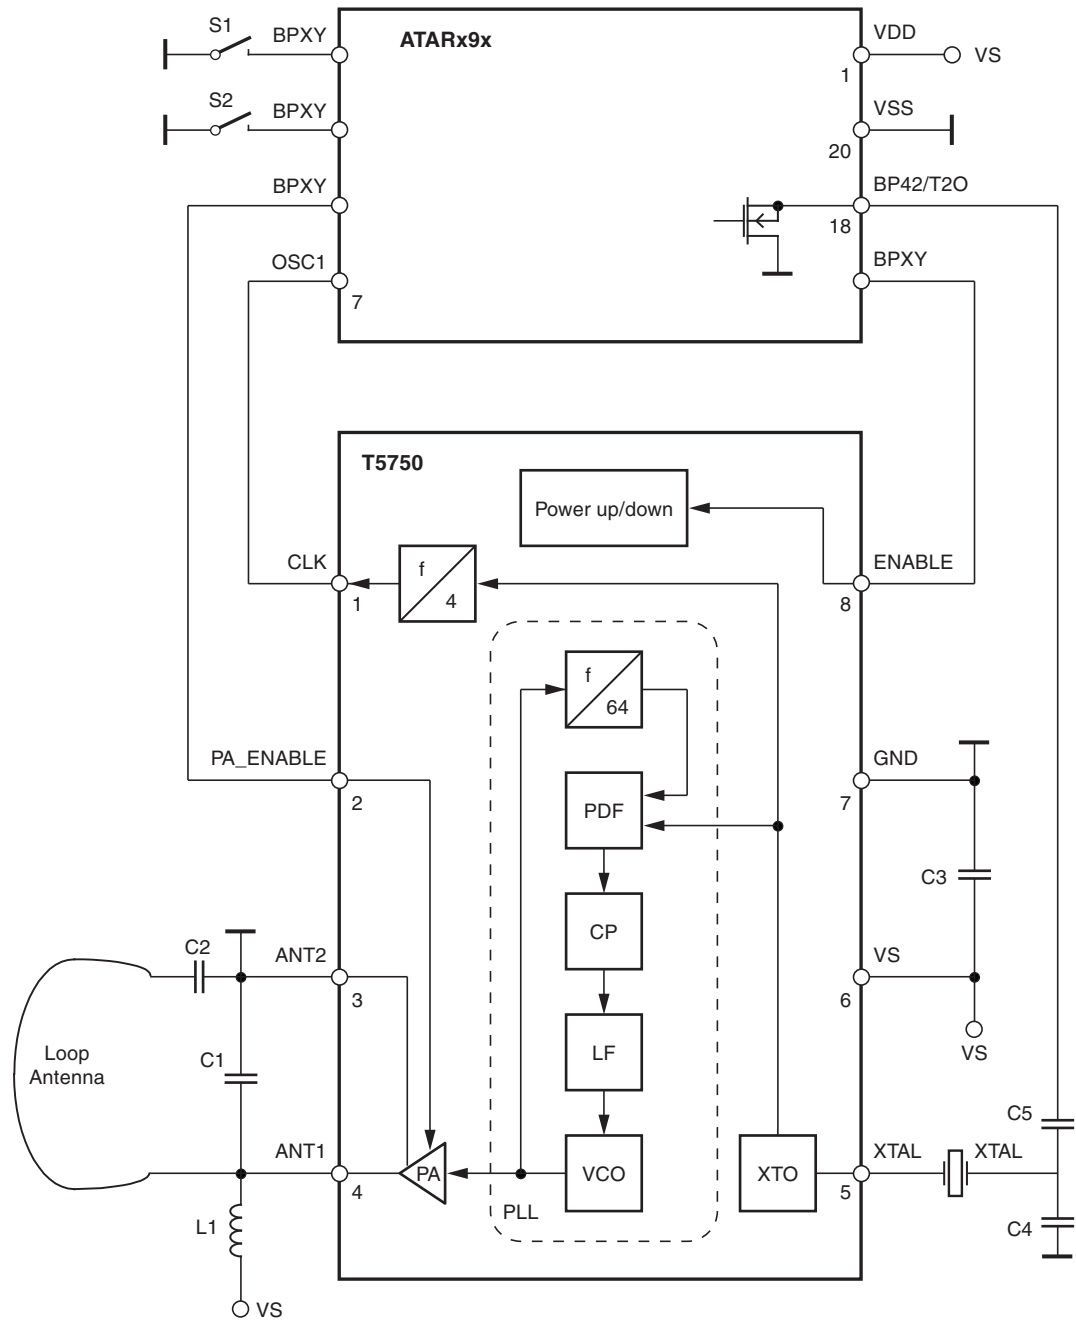 S1
BPXY
ATARx9x
VDD
1
VS
S2
BPXY
VSS
20
BPXY
BP42/T2O
18
OSC1
7
BPXY
T5750
Power up/down
CLK
1
f
4
ENABLE
8
f
64
PA_ENABLE
2
GND
7
PDF
C3
CP
C2
ANT2
3
VS
6
VS
Loop
Antenna
C1
LF
C5
ANT1
4
PA
VCO
XTO
XTAL
5
XTAL
PLL
L1
C4
VS